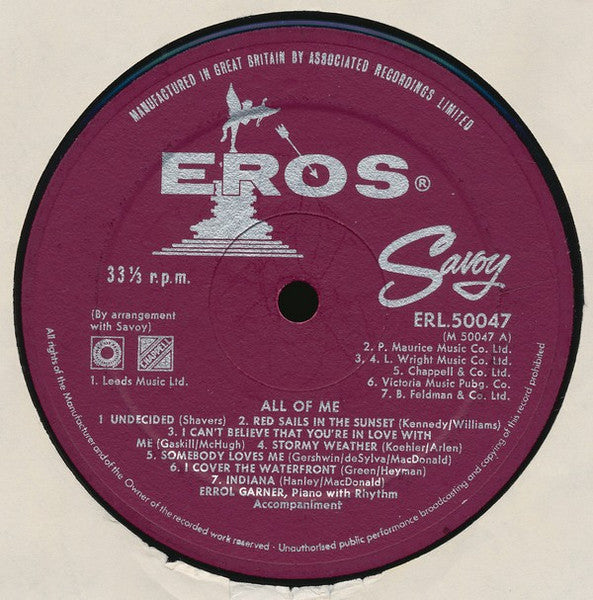 MANUFACTURED IN GREAT BRITAIN BY ASSOCIATED RECORDINGS LIMITED
EROS®
Savoy
33⅓ r.p.m.
ERL.50047
(M 50047 A)
(By arrangement
with Savoy)
CHAPPELL
1. Leeds Music Ltd.
2. P. Maurice Music Co. Ltd.
3, 4. L. Wright Music Co. Ltd.
5. Chappell & Co. Ltd.
6. Victoria Music Pubg. Co.
7. B. Feldman & Co. Ltd.
ALL OF ME
1 UNDECIDED (Shavers) 2. RED SAILS IN THE SUNSET (Kennedy/Williams)
3. I CAN'T BELIEVE THAT YOU'RE IN LOVE WITH
ME (Gaskill/McHugh) 4. STORMY WEATHER (Koehler/Arlen)
5. SOMEBODY LOVES ME (Gershwin/deSylva/MacDonald)
6. I COVER THE WATERFRONT (Green/Heyman)
7. INDIANA (Hanley/MacDonald)
ERROL GARNER, Piano with Rhythm
Accompaniment
All rights of the Manufacturer and of the Owner of the recorded work reserved · Unauthorised public performance broadcasting and copying of this record prohibited